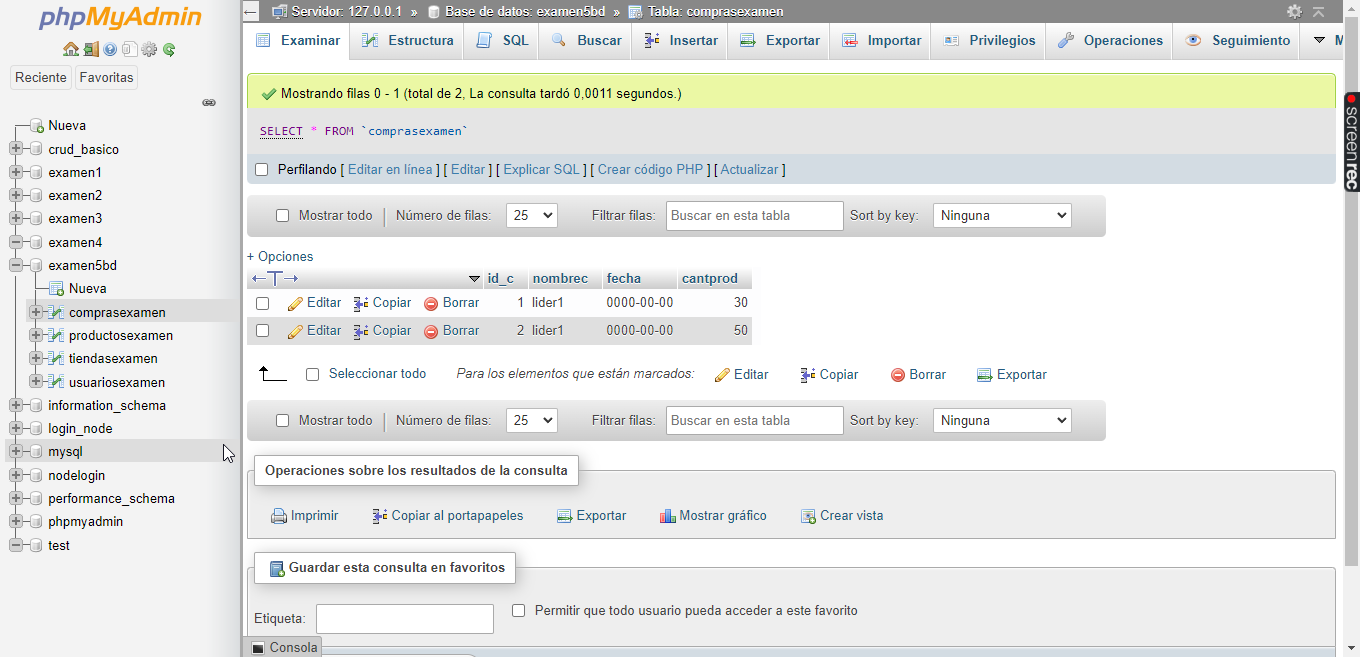 phpMyAdmin
Reciente Favoritas
Nueva
crud_basico
examen1
examen2
examen3
examen4
examen5bd
Nueva
comprasexamen
productosexamen
tiendasexamen
usuariosexamen
information_schema
login_node
mysql
nodelogin
performance_schema
phpmyadmin
test
Servidor: 127.0.0.1 » Base de datos: examen5bd » Tabla: comprasexamen
Examinar Estructura SQL Buscar Insertar Exportar Importar Privilegios Operaciones Seguimiento M
Mostrando filas 0 - 1 (total de 2, La consulta tardó 0,0011 segundos.)
SELECT * FROM `comprasexamen`
Perfilando [ Editar en línea ] [ Editar ] [ Explicar SQL ] [ Crear código PHP ] [ Actualizar ]
Mostrar todo Número de filas: 25 Filtrar filas: Buscar en esta tabla Sort by key: Ninguna
+ Opciones
←T→ id_c nombrec fecha cantprod
Editar Copiar Borrar 1 lider1 0000-00-00 30
Editar Copiar Borrar 2 lider1 0000-00-00 50
Seleccionar todo Para los elementos que están marcados: Editar Copiar Borrar Exportar
Mostrar todo Número de filas: 25 Filtrar filas: Buscar en esta tabla Sort by key: Ninguna
Operaciones sobre los resultados de la consulta
Imprimir Copiar al portapapeles Exportar Mostrar gráfico Crear vista
Guardar esta consulta en favoritos
Etiqueta: Permitir que todo usuario pueda acceder a este favorito
Consola
screenrec